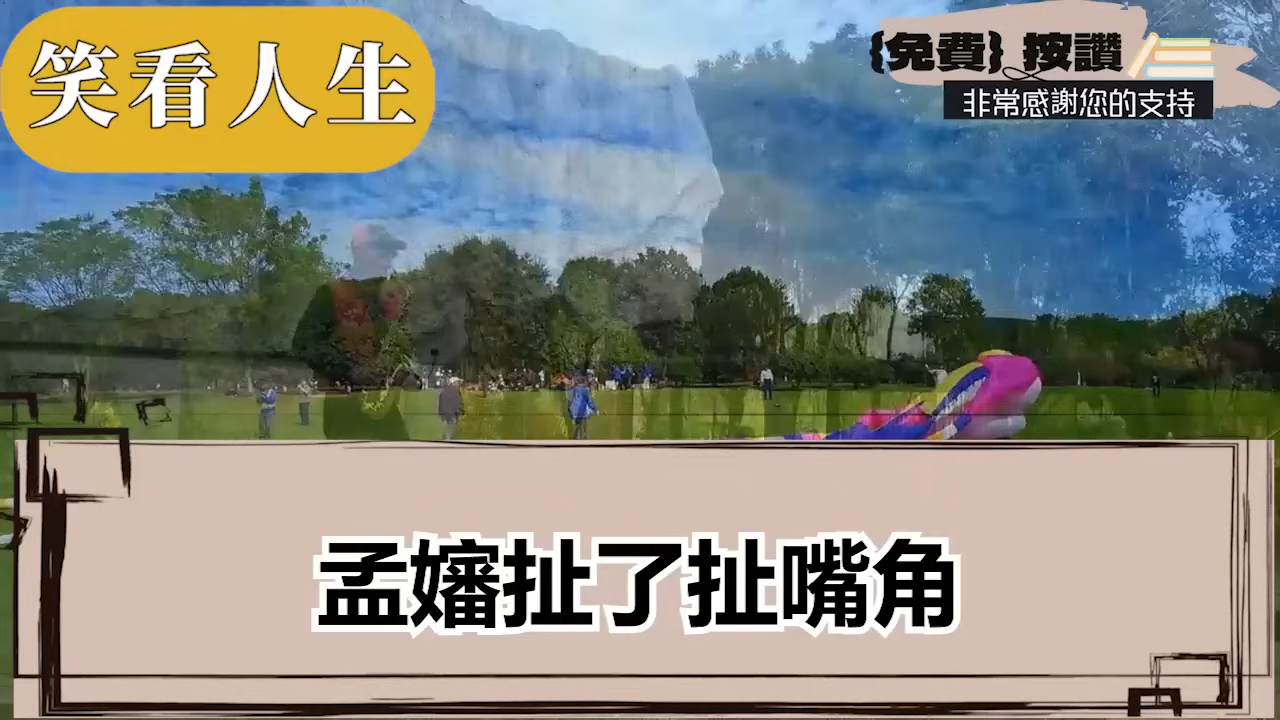 笑看人生
{免費} 按讚
非常感謝您的支持
孟嬸扯了扯嘴角